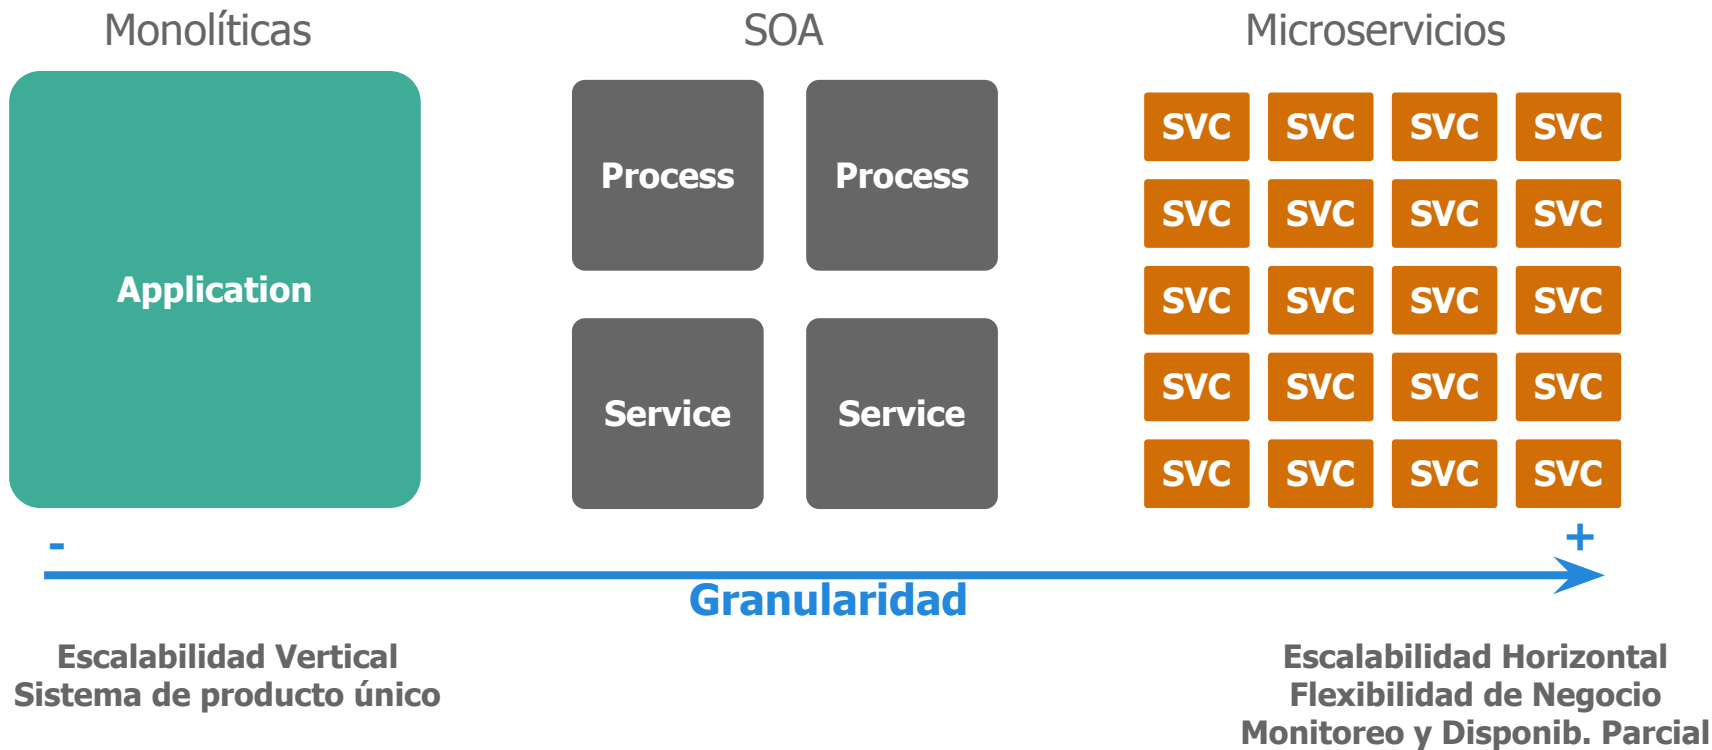 Monolíticas
SOA
Microservicios
Application
Process Process
Service Service
SVC SVC SVC SVC
SVC SVC SVC SVC
SVC SVC SVC SVC
SVC SVC SVC SVC
SVC SVC SVC SVC
- +
Granularidad
Escalabilidad Vertical
Sistema de producto único
Escalabilidad Horizontal
Flexibilidad de Negocio
Monitoreo y Disponib. Parcial